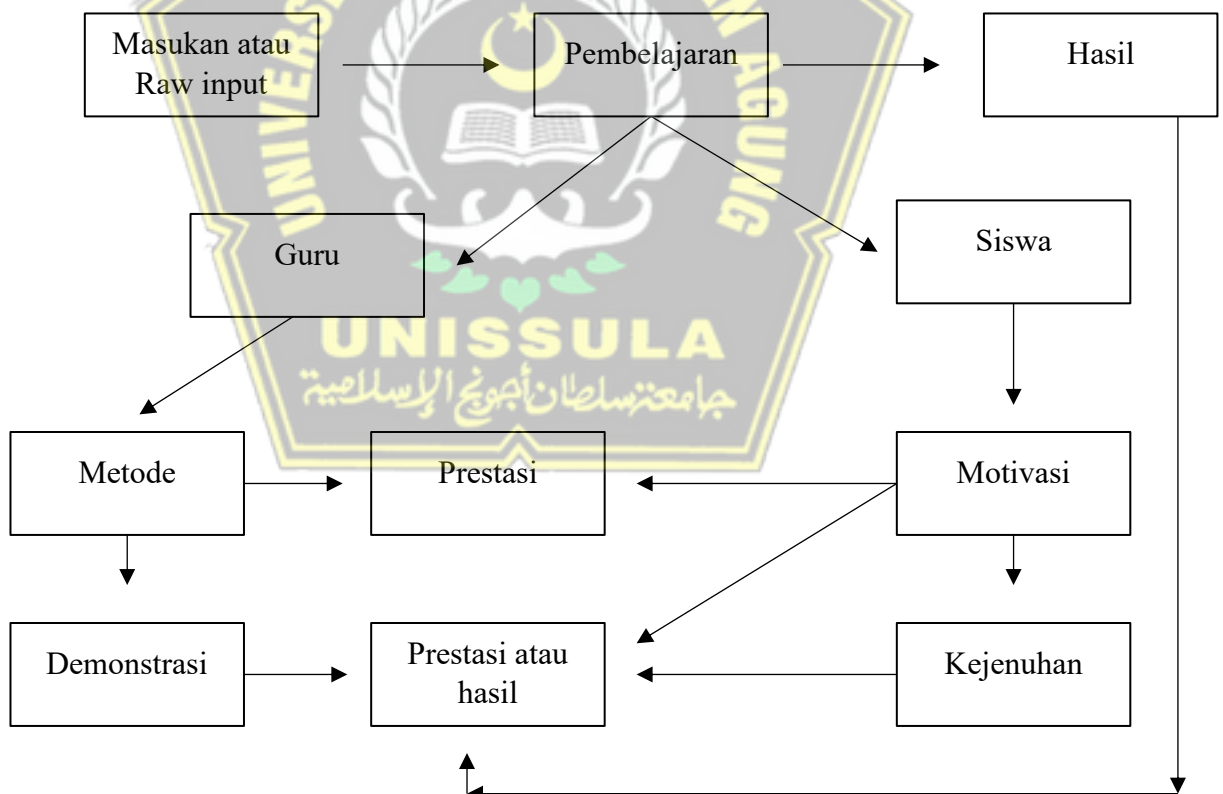 Masukan atau
Raw input
Pembelajaran
Hasil
Guru
Siswa
UNISSULA
جامعة سلطان أجونج الإسلامية
Metode
Prestasi
Motivasi
Demonstrasi
Prestasi atau
hasil
Kejenuhan